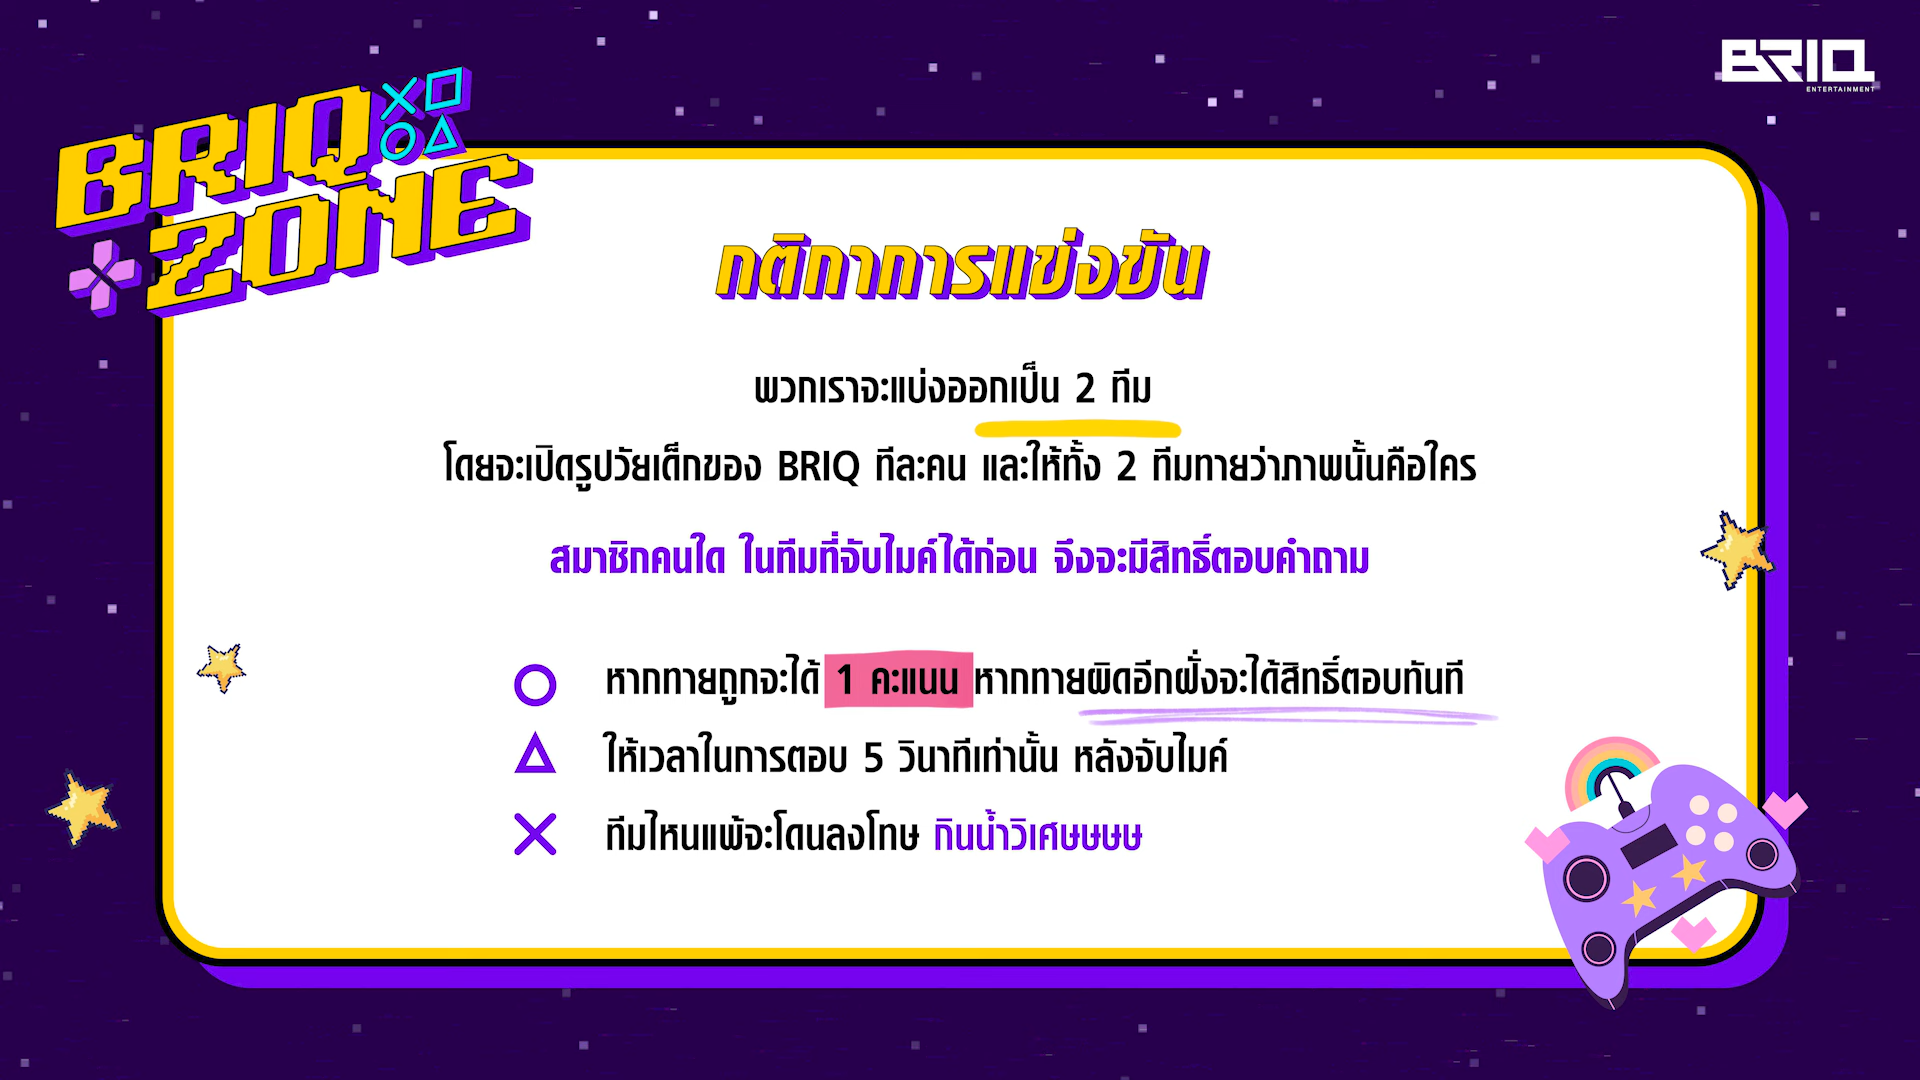 BRIQ
ENTERTAINMENT
BRIQ
ZONE
กติกาการแข่งขัน
พวกเราจะแบ่งออกเป็น 2 ทีม
โดยจะเปิดรูปวัยเด็กของ BRIQ ทีละคน และให้ทั้ง 2 ทีมทายว่าภาพนั้นคือใคร
สมาชิกคนใด ในทีมที่จับไมค์ได้ก่อน จึงจะมีสิทธิ์ตอบคำถาม
หากทายถูกจะได้ 1 คะแนน หากทายผิดอีกฝั่งจะได้สิทธิ์ตอบทันที
ให้เวลาในการตอบ 5 วินาทีเท่านั้น หลังจับไมค์
ทีมไหนแพ้จะโดนลงโทษ กินน้ำวิเศษษษษ